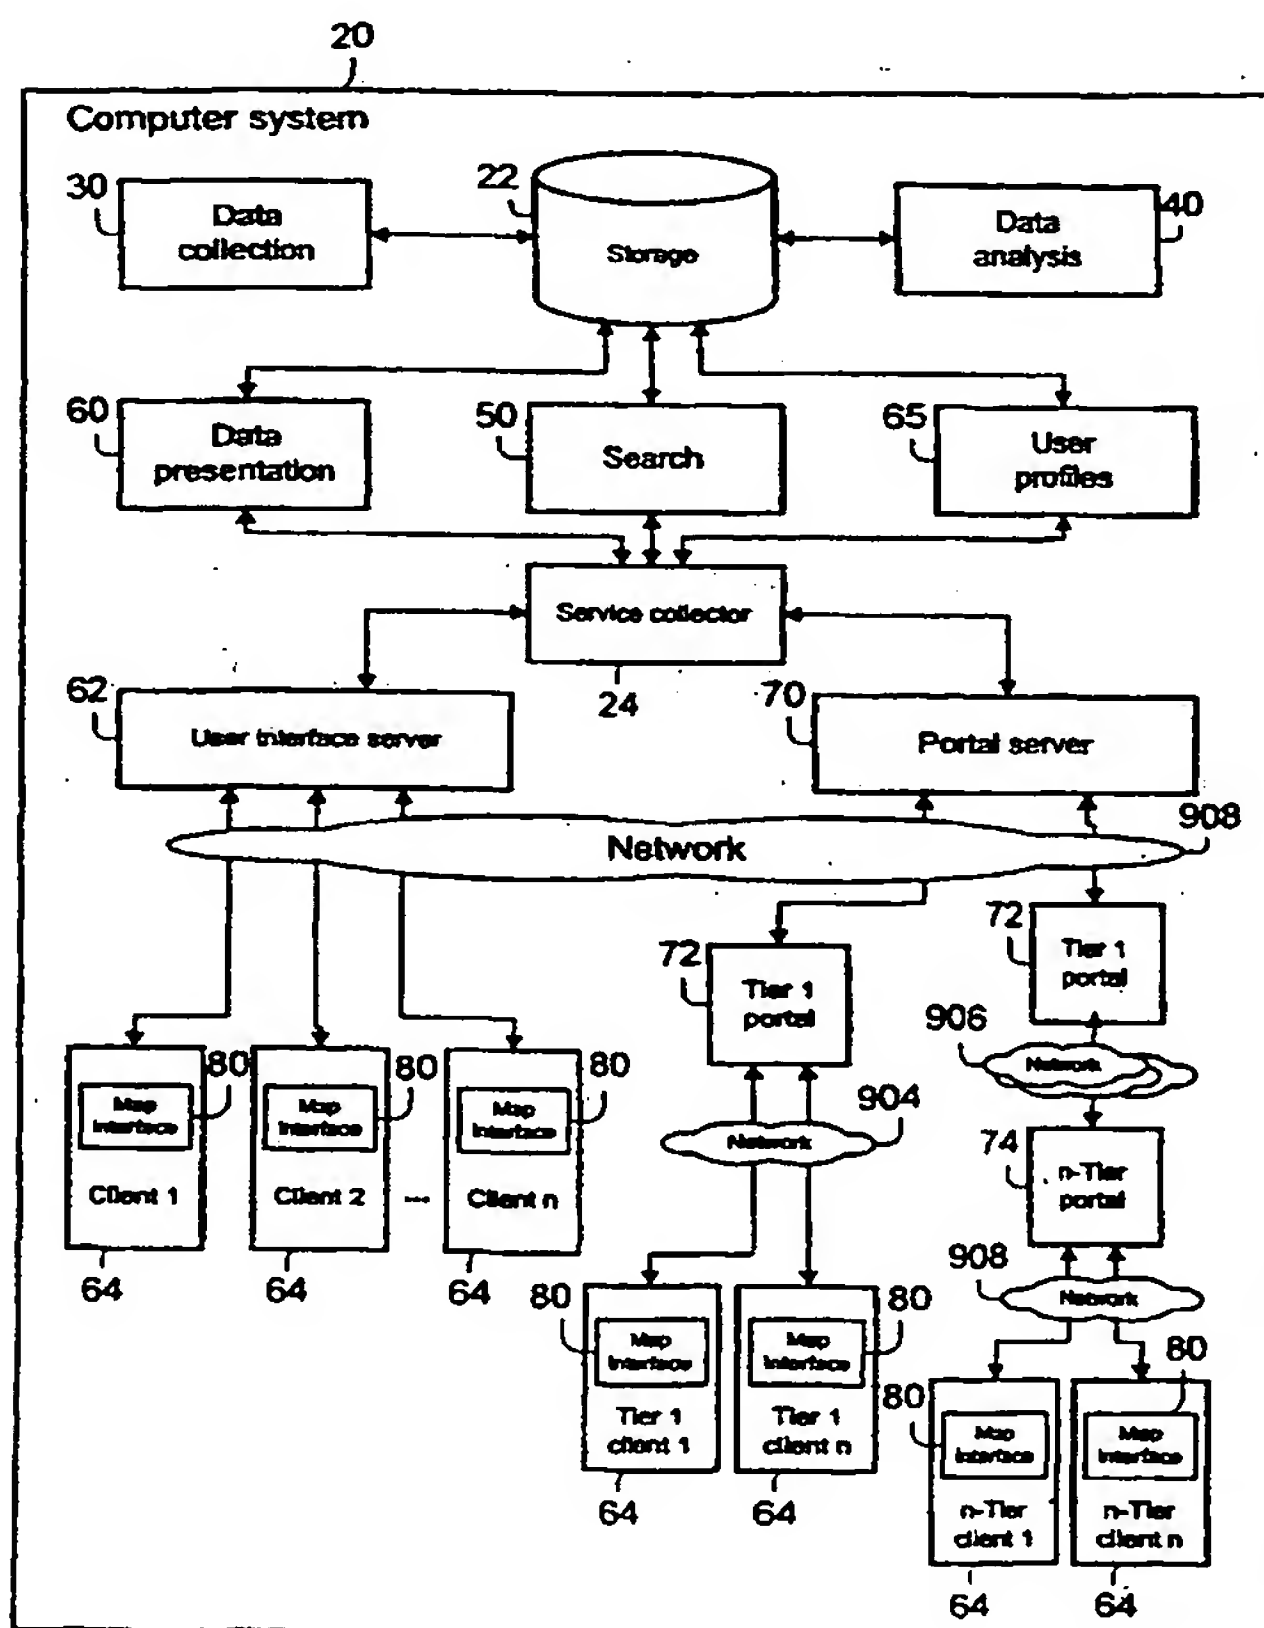 20
Computer system
30
22
40
Data
collection
Storage
Data
analysis
60
50
65
Data
presentation
Search
User
profiles
Service collector
24
62
70
User interface server
Portal server
908
Network
72
72
Tier 1
portal
Tier 1
portal
906
Network
80
80
80
904
Map
Interface
Map
Interface
Map
Interface
Network
74
n-Tier
portal
Client 1
Client 2
...
Client n
64
64
64
908
Network
80
80
Map
Interface
Map
Interface
80
80
Tier 1
client 1
Tier 1
client n
Map
Interface
Map
Interface
64
64
n-Tier
client 1
n-Tier
client n
64
64